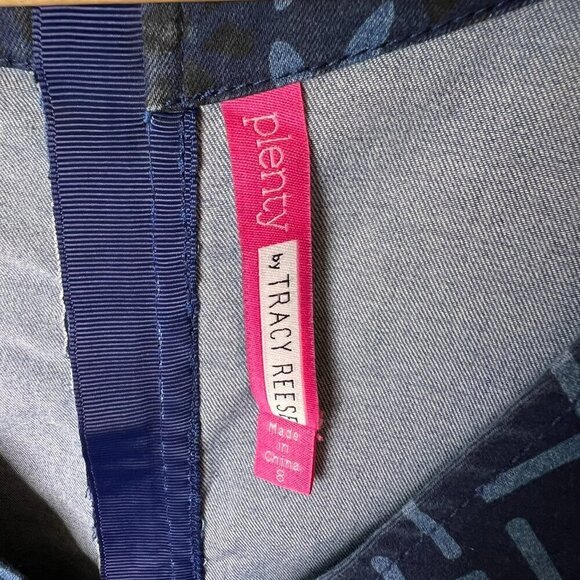 plenty
by TRACY REESE
Made
in
China
8